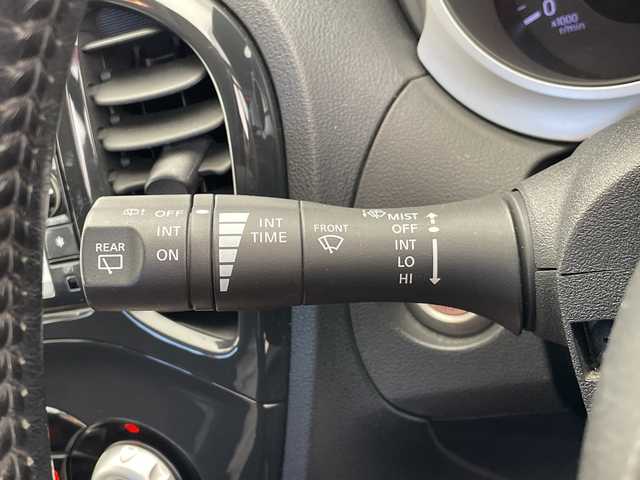 0
x1000
r/min
OFF
INT
ON
REAR
INT
TIME
FRONT
MIST
OFF
INT
LO
HI